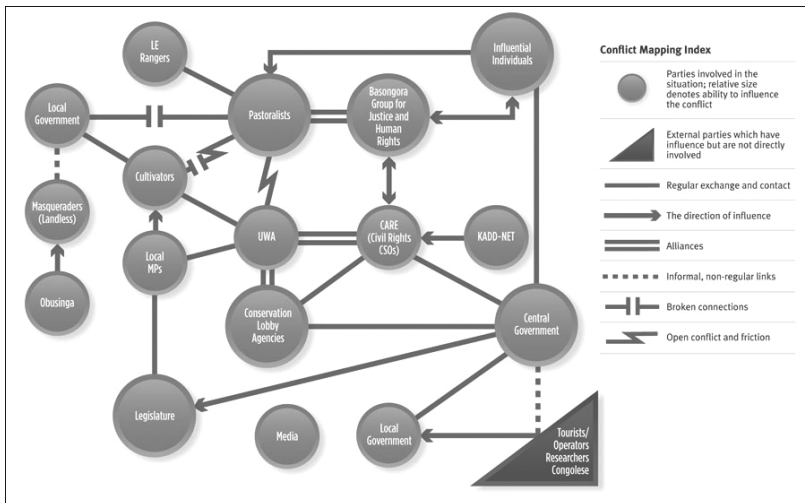 LE
Rangers
Influential
Individuals
Local
Government
Pastoralists
Basongora
Group for
Justice and
Human
Rights
Cultivators
Masqueraders
(Landless)
UWA
CARE
(Civil Rights
CSOs)
KADD-NET
Local
MPs
Obusinga
Conservation
Lobby
Agencies
Central
Government
Legislature
Media
Local
Government
Tourists/
Operators
Researchers
Congolese
Conflict Mapping Index
Parties involved in the
situation; relative size
denotes ability to influence
the conflict
External parties which have
influence but are not directly
involved
Regular exchange and contact
The direction of influence
Alliances
Informal, non-regular links
Broken connections
Open conflict and friction